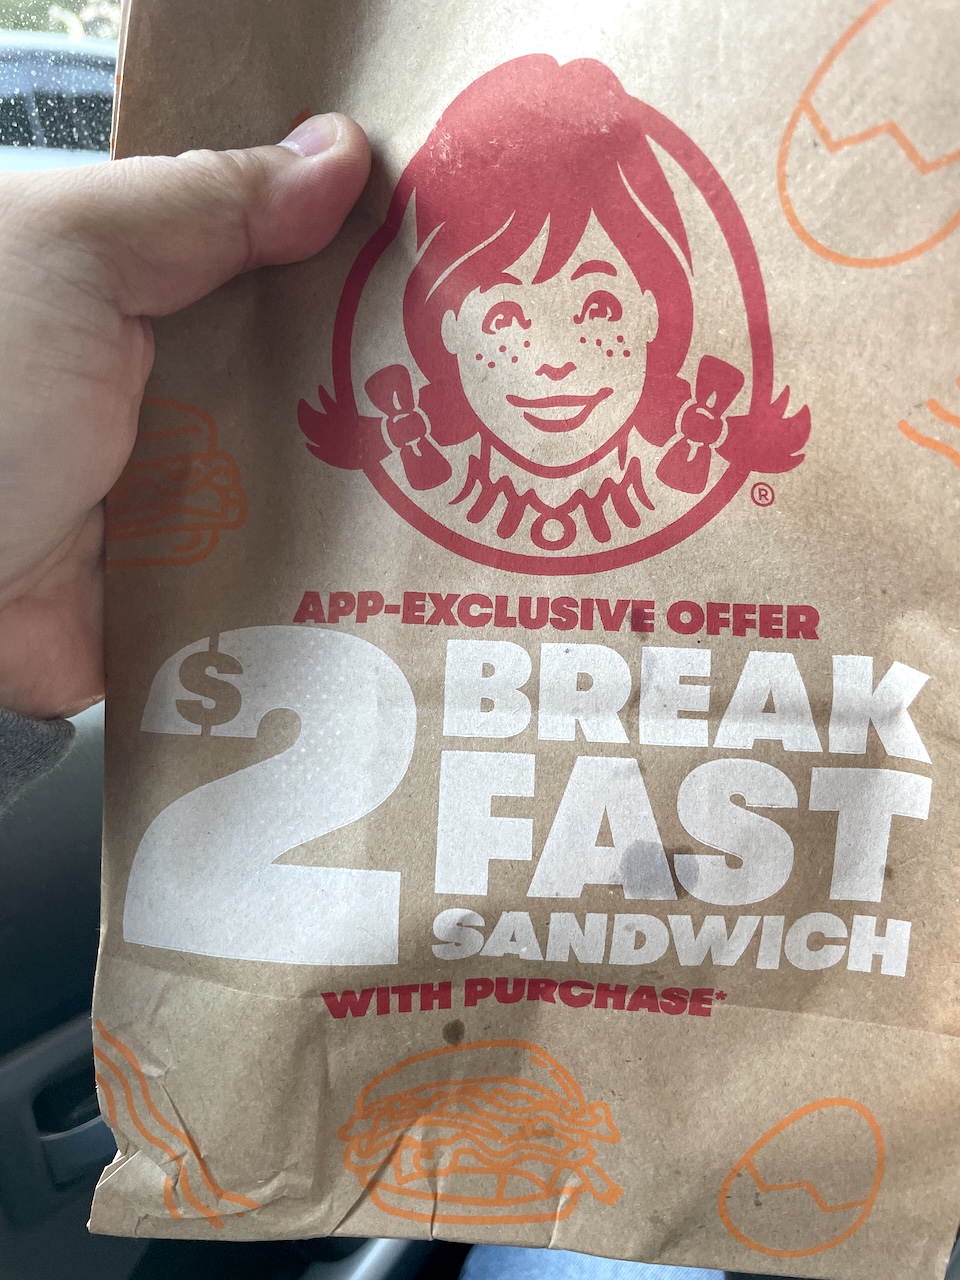 ®
APP-EXCLUSIVE OFFER
$2
BREAK
FAST
SANDWICH
WITH PURCHASE*